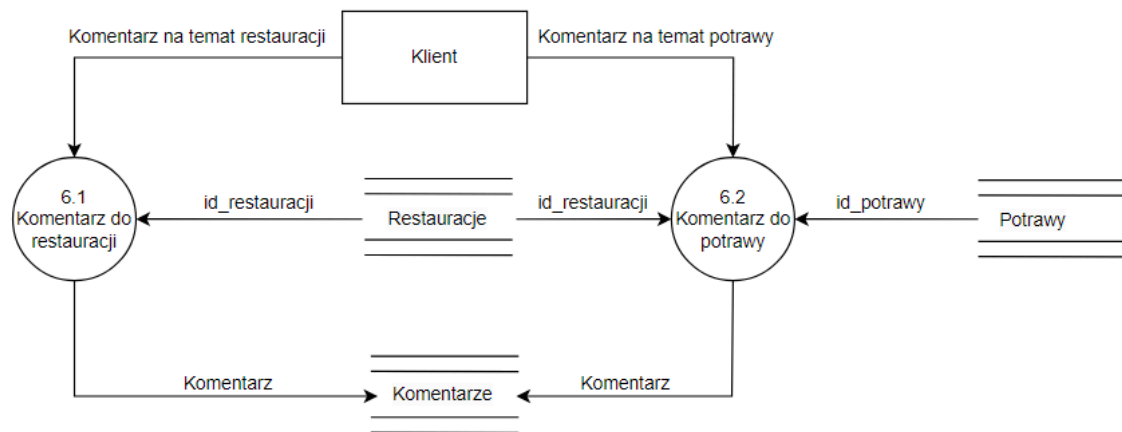 Komentarz na temat restauracji
Klient
Komentarz na temat potrawy
6.1
Komentarz do
restauracji
id_restauracji
Restauracje
id_restauracji
6.2
Komentarz do
potrawy
id_potrawy
Potrawy
Komentarz
Komentarze
Komentarz